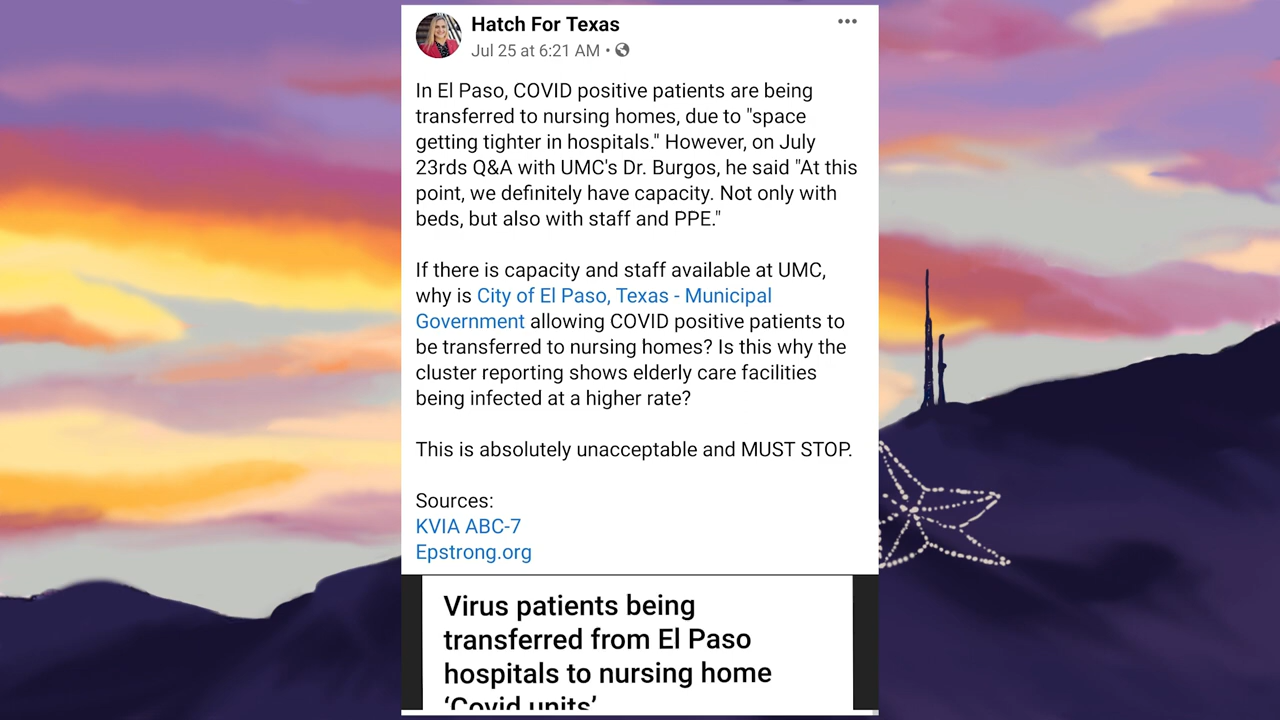 Hatch For Texas
Jul 25 at 6:21 AM •
In El Paso, COVID positive patients are being
transferred to nursing homes, due to "space
getting tighter in hospitals." However, on July
23rds Q&A with UMC's Dr. Burgos, he said "At this
point, we definitely have capacity. Not only with
beds, but also with staff and PPE."
If there is capacity and staff available at UMC,
why is City of El Paso, Texas - Municipal
Government allowing COVID positive patients to
be transferred to nursing homes? Is this why the
cluster reporting shows elderly care facilities
being infected at a higher rate?
This is absolutely unacceptable and MUST STOP.
Sources:
KVIA ABC-7
Epstrong.org
Virus patients being
transferred from El Paso
hospitals to nursing home
‘Covid units’